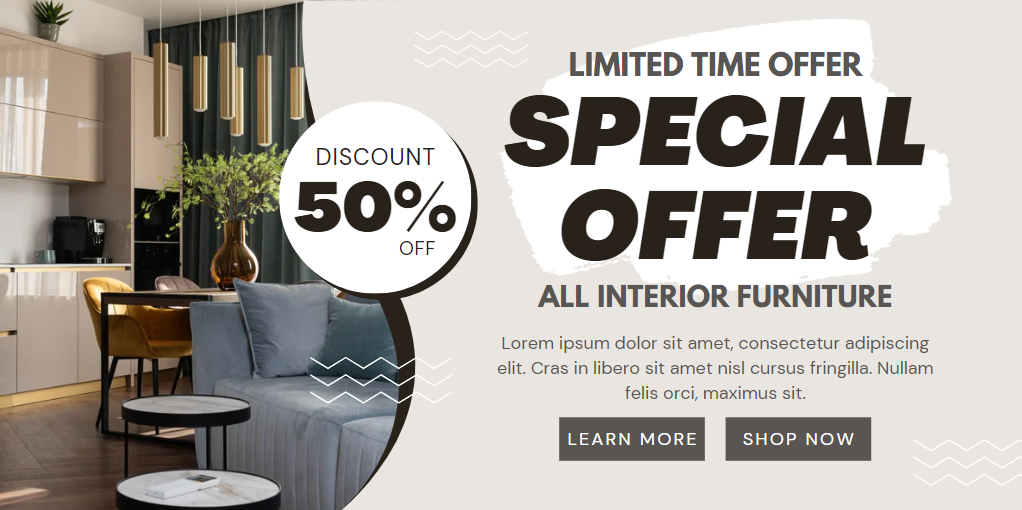 DISCOUNT
50%
OFF
LIMITED TIME OFFER
SPECIAL
OFFER
ALL INTERIOR FURNITURE
Lorem ipsum dolor sit amet, consectetur adipiscing
elit. Cras in libero sit amet nisl cursus fringilla. Nullam
felis orci, maximus sit.
LEARN MORE
SHOP NOW